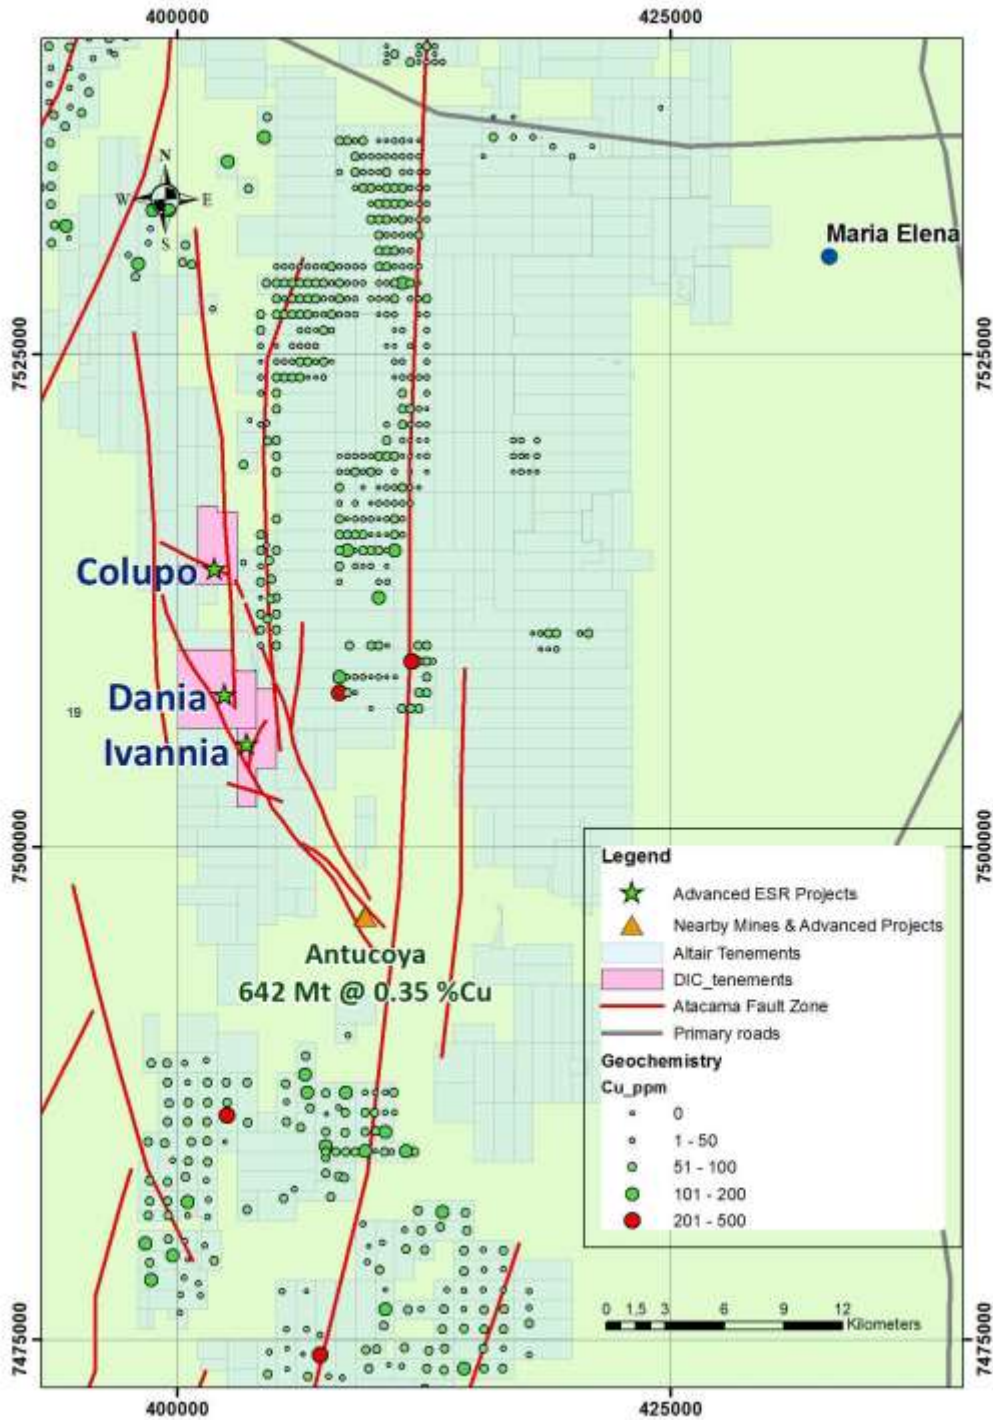 400000
425000
N
W
E
S
Maria Elena
7525000
7525000
Colupo
Dania
19
Ivannia
7500000
7500000
Antucoya
642 Mt @ 0.35 %Cu
Legend
Advanced ESR Projects
Nearby Mines & Advanced Projects
Altair Tenements
DIC_tenements
Atacama Fault Zone
Primary roads
Geochemistry
Cu_ppm
0
1 - 50
51 - 100
101 - 200
201 - 500
0 1,5 3 6 9 12
Kilometers
7475000
7475000
400000
425000